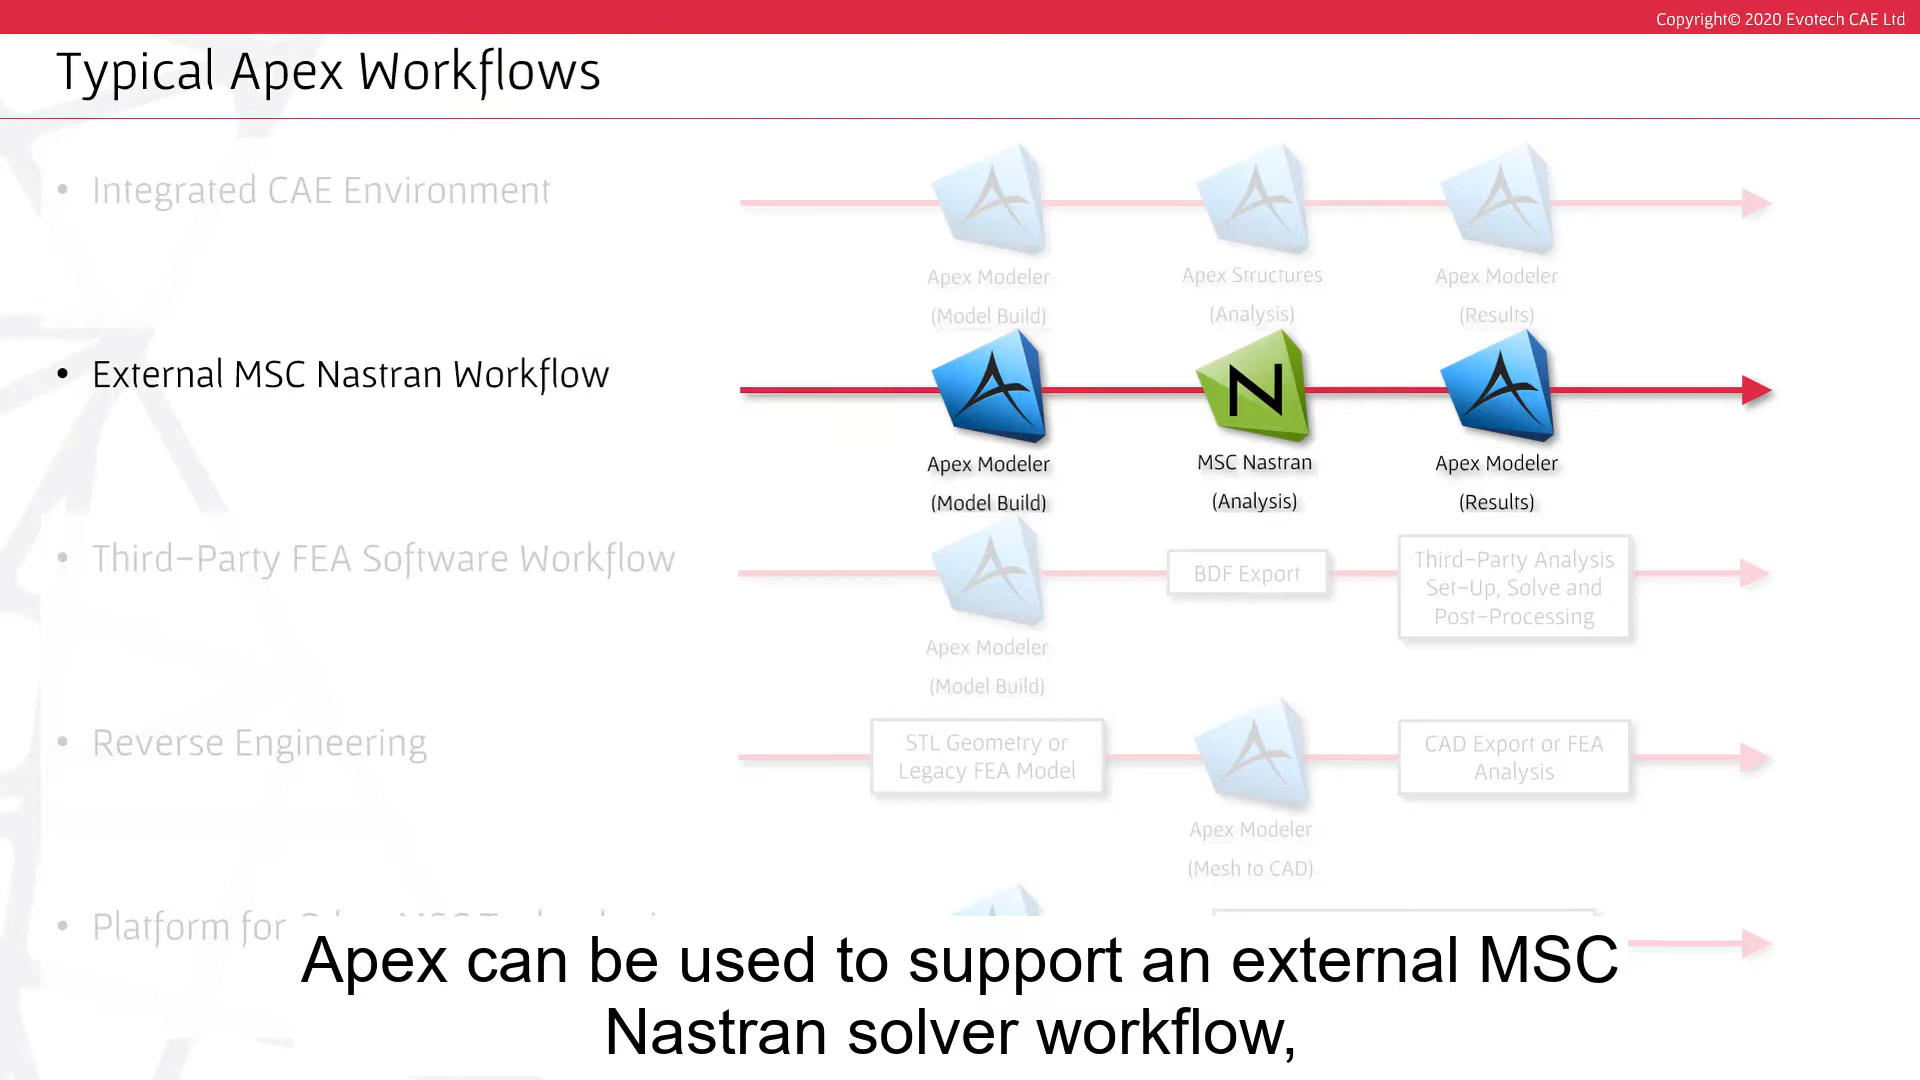 Copyright© 2020 Evotech CAE Ltd
Typical Apex Workflows
• Integrated CAE Environment
Apex Modeler
(Model Build)
Apex Structures
(Analysis)
Apex Modeler
(Results)
• External MSC Nastran Workflow
N
Apex Modeler
(Model Build)
MSC Nastran
(Analysis)
Apex Modeler
(Results)
• Third-Party FEA Software Workflow
Apex Modeler
(Model Build)
BDF Export
Third-Party Analysis
Set-Up, Solve and
Post-Processing
• Reverse Engineering
STL Geometry or
Legacy FEA Model
Apex Modeler
(Mesh to CAD)
CAD Export or FEA
Analysis
• Platform for
Apex can be used to support an external MSC
Nastran solver workflow,